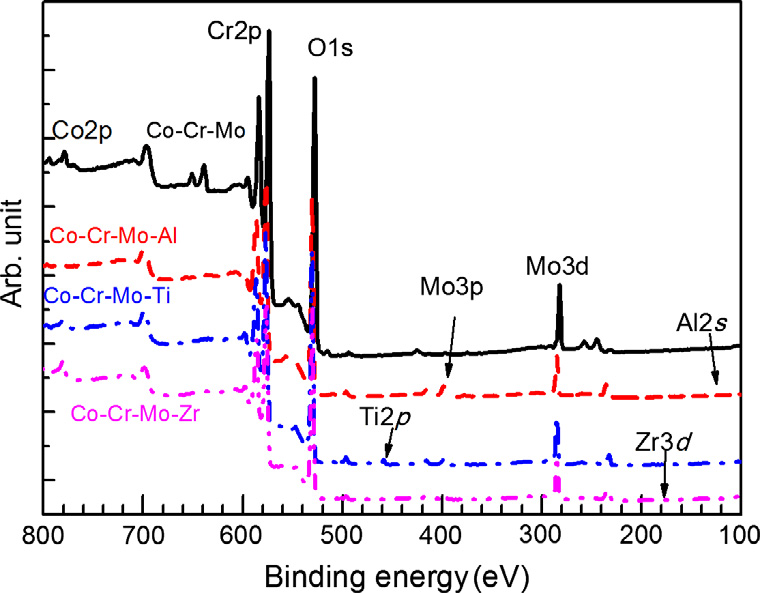 Cr2p
O1s
Co2p
Co-Cr-Mo
Co-Cr-Mo-Al
Mo3d
Mo3p
Co-Cr-Mo-Ti
Al2s
Co-Cr-Mo-Zr
Ti2p
Zr3d
Arb. unit
800 700 600 500 400 300 200 100
Binding energy (eV)